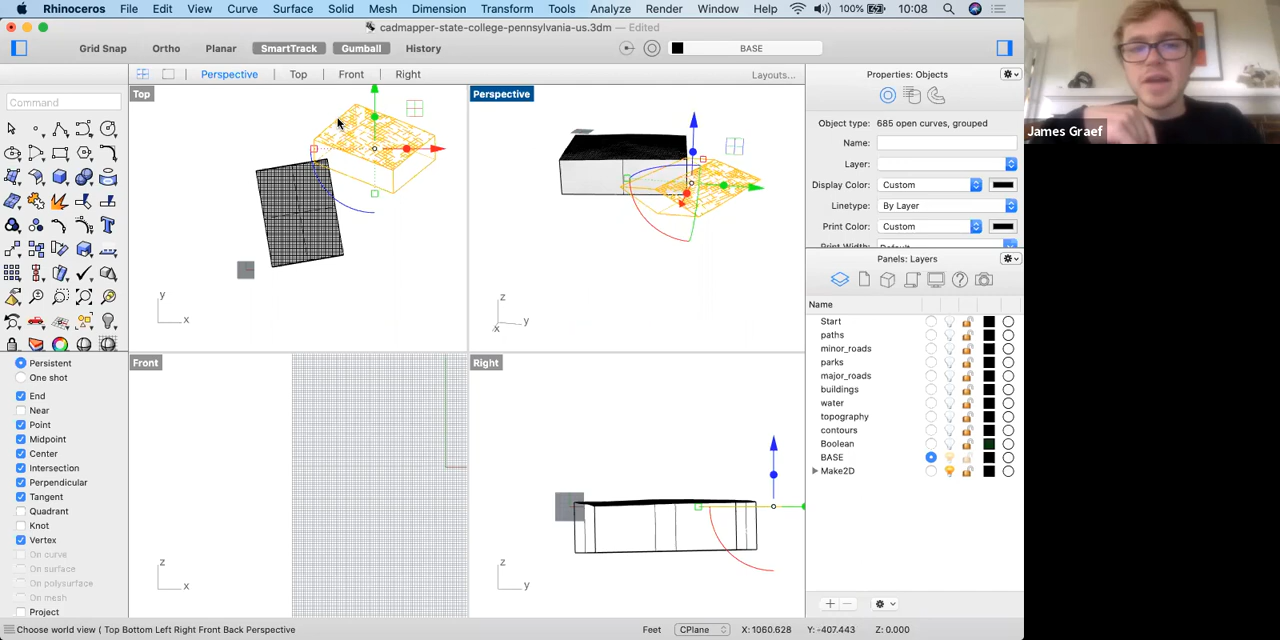 Rhinoceros File Edit View Curve Surface Solid Mesh Dimension Transform Tools Analyze Render Window Help 100% 10:08
cadmapper-state-college-pennsylvania-us.3dm — Edited
Grid Snap Ortho Planar SmartTrack Gumball History BASE
Perspective Top Front Right Layouts...
Properties: Objects
Command
Top
Perspective
Object type: 685 open curves, grouped
James Graef
Name:
Layer:
Display Color: Custom
Linetype: By Layer
Print Color: Custom
Print Width: Default
Panels: Layers
Name
Start
paths
minor_roads
parks
major_roads
buildings
water
topography
contours
Boolean
BASE
Make2D
y
x
z
x
y
Front
Right
z
x
z
y
Persistent
One shot
End
Near
Point
Midpoint
Center
Intersection
Perpendicular
Tangent
Quadrant
Knot
Vertex
On curve
On surface
On polysurface
On mesh
Project
Choose world view ( Top Bottom Left Right Front Back Perspective
Feet CPlane X: 1060.628 Y: -407.443 Z: 0.000